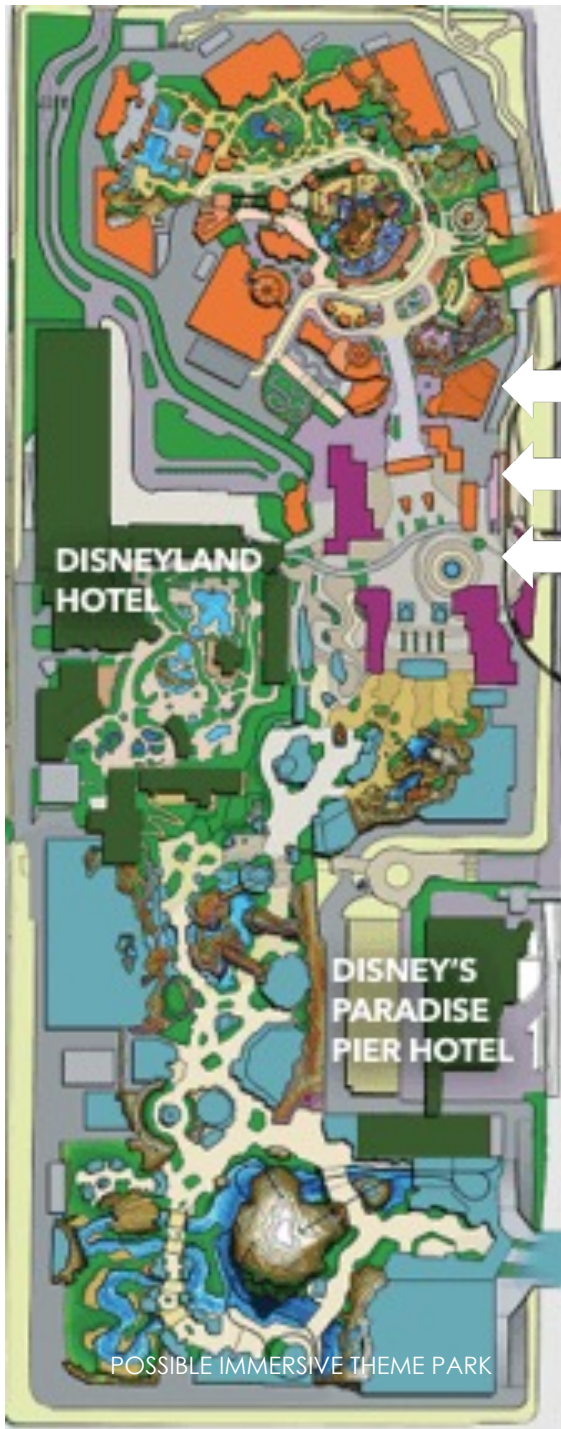 DISNEYLAND
HOTEL
DISNEY'S
PARADISE
PIER HOTEL
POSSIBLE IMMERSIVE THEME PARK